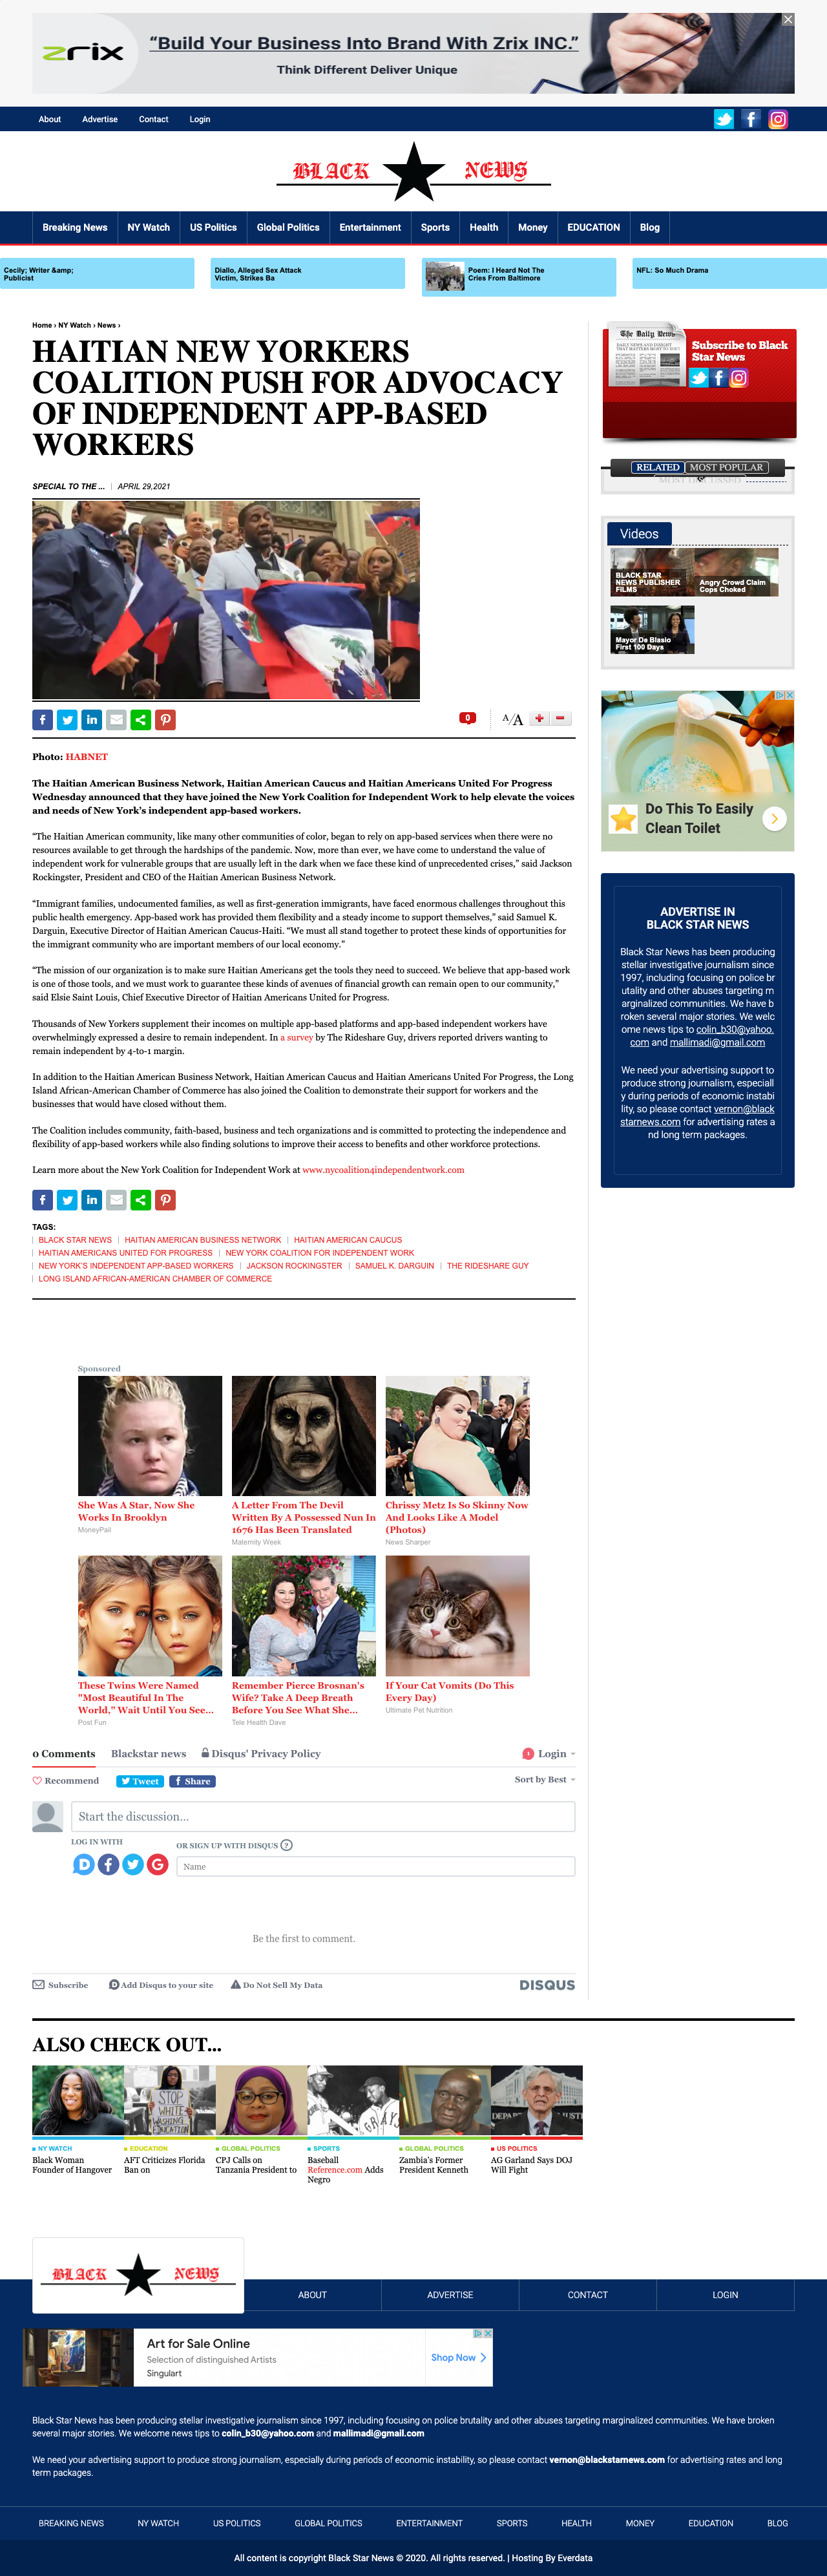 zrix
“Build Your Business Into Brand With Zrix INC.”
Think Different Deliver Unique
About Advertise Contact Login
BLACK NEWS
Breaking News NY Watch US Politics Global Politics Entertainment Sports Health Money EDUCATION Blog
Cecily; Writer &amp;
Publicist
Diallo, Alleged Sex Attack
Victim, Strikes Ba
Poem: I Heard Not The
Cries From Baltimore
NFL: So Much Drama
Home › NY Watch › News ›
HAITIAN NEW YORKERS
COALITION PUSH FOR ADVOCACY
OF INDEPENDENT APP-BASED
WORKERS
SPECIAL TO THE ... | APRIL 29,2021
0 A/A
Photo: HABNET
The Haitian American Business Network, Haitian American Caucus and Haitian Americans United For Progress
Wednesday announced that they have joined the New York Coalition for Independent Work to help elevate the voices
and needs of New York’s independent app-based workers.
“The Haitian American community, like many other communities of color, began to rely on app-based services when there were no
resources available to get through the hardships of the pandemic. Now, more than ever, we have come to understand the value of
independent work for vulnerable groups that are usually left in the dark when we face these kind of unprecedented crises,” said Jackson
Rockingster, President and CEO of the Haitian American Business Network.
“Immigrant families, undocumented families, as well as first-generation immigrants, have faced enormous challenges throughout this
public health emergency. App-based work has provided them flexibility and a steady income to support themselves,” said Samuel K.
Darguin, Executive Director of Haitian American Caucus-Haiti. “We must all stand together to protect these kinds of opportunities for
the immigrant community who are important members of our local economy.”
“The mission of our organization is to make sure Haitian Americans get the tools they need to succeed. We believe that app-based work
is one of those tools, and we must work to guarantee these kinds of avenues of financial growth can remain open to our community,”
said Elsie Saint Louis, Chief Executive Director of Haitian Americans United for Progress.
Thousands of New Yorkers supplement their incomes on multiple app-based platforms and app-based independent workers have
overwhelmingly expressed a desire to remain independent. In a survey by The Rideshare Guy, drivers reported drivers wanting to
remain independent by 4-to-1 margin.
In addition to the Haitian American Business Network, Haitian American Caucus and Haitian Americans United For Progress, the Long
Island African-American Chamber of Commerce has also joined the Coalition to demonstrate their support for workers and the
businesses that would have closed without them.
The Coalition includes community, faith-based, business and tech organizations and is committed to protecting the independence and
flexibility of app-based workers while also finding solutions to improve their access to benefits and other workforce protections.
Learn more about the New York Coalition for Independent Work at www.nycoalition4independentwork.com
TAGS:
| BLACK STAR NEWS | HAITIAN AMERICAN BUSINESS NETWORK | HAITIAN AMERICAN CAUCUS
| HAITIAN AMERICANS UNITED FOR PROGRESS | NEW YORK COALITION FOR INDEPENDENT WORK
| NEW YORK’S INDEPENDENT APP-BASED WORKERS | JACKSON ROCKINGSTER | SAMUEL K. DARGUIN | THE RIDESHARE GUY
| LONG ISLAND AFRICAN-AMERICAN CHAMBER OF COMMERCE
The Daily News
Subscribe to Black
Star News
RELATED MOST POPULAR
MOST DISCUSSED
Videos
BLACK STAR
NEWS PUBLISHER
FILMS
Angry Crowd Claim
Cops Choked
Mayor De Blasio
First 100 Days
Do This To Easily
Clean Toilet
ADVERTISE IN
BLACK STAR NEWS
Black Star News has been producing
stellar investigative journalism since
1997, including focusing on police br
utality and other abuses targeting m
arginalized communities. We have b
roken several major stories. We welc
ome news tips to colin_b30@yahoo.
com and mallimadi@gmail.com
We need your advertising support to
produce strong journalism, especiall
y during periods of economic instabi
lity, so please contact vernon@black
starnews.com for advertising rates a
nd long term packages.
Sponsored
She Was A Star, Now She
Works In Brooklyn
MoneyPail
A Letter From The Devil
Written By A Possessed Nun In
1676 Has Been Translated
Maternity Week
Chrissy Metz Is So Skinny Now
And Looks Like A Model
(Photos)
News Sharper
These Twins Were Named
"Most Beautiful In The
World," Wait Until You See...
Post Fun
Remember Pierce Brosnan's
Wife? Take A Deep Breath
Before You See What She...
Tele Health Dave
If Your Cat Vomits (Do This
Every Day)
Ultimate Pet Nutrition
0 Comments Blackstar news Disqus' Privacy Policy 1 Login
Recommend Tweet Share Sort by Best
Start the discussion...
LOG IN WITH
OR SIGN UP WITH DISQUS ?
Name
Be the first to comment.
Subscribe Add Disqus to your site Do Not Sell My Data DISQUS
ALSO CHECK OUT...
STOP
WHITE
WASHING
EDUCATION
GRAYS
NY WATCH
Black Woman
Founder of Hangover
EDUCATION
AFT Criticizes Florida
Ban on
GLOBAL POLITICS
CPJ Calls on
Tanzania President to
SPORTS
Baseball
Reference.com Adds
Negro
GLOBAL POLITICS
Zambia’s Former
President Kenneth
US POLITICS
AG Garland Says DOJ
Will Fight
BLACK NEWS
ABOUT ADVERTISE CONTACT LOGIN
Art for Sale Online
Selection of distinguished Artists
Singulart
Shop Now
Black Star News has been producing stellar investigative journalism since 1997, including focusing on police brutality and other abuses targeting marginalized communities. We have broken
several major stories. We welcome news tips to colin_b30@yahoo.com and mallimadi@gmail.com
We need your advertising support to produce strong journalism, especially during periods of economic instability, so please contact vernon@blackstarnews.com for advertising rates and long
term packages.
BREAKING NEWS NY WATCH US POLITICS GLOBAL POLITICS ENTERTAINMENT SPORTS HEALTH MONEY EDUCATION BLOG
All content is copyright Black Star News © 2020. All rights reserved. | Hosting By Everdata